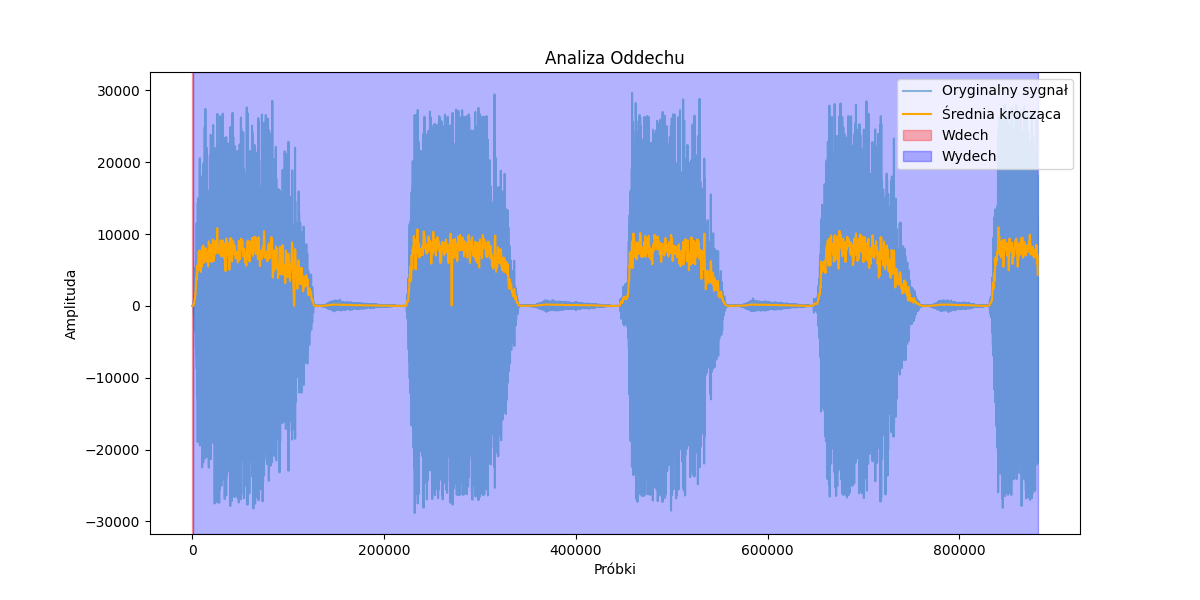 Analiza Oddechu
Oryginalny sygnał
Średnia krocząca
Wdech
Wydech
Amplituda
30000
20000
10000
0
−10000
−20000
−30000
0 200000 400000 600000 800000
Próbki